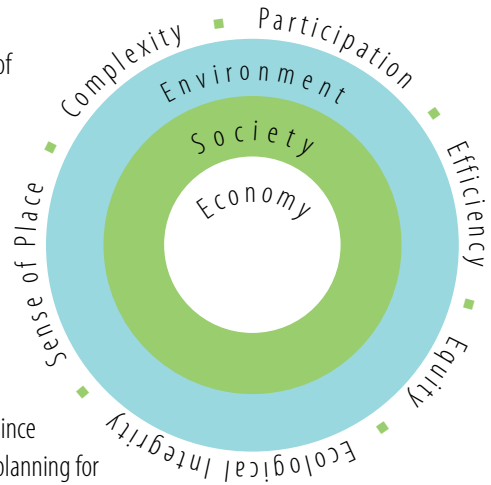 of
Complexity ▪ Participation ▪ Efficiency ▪ Equity ▪ Ecological Integrity ▪ Sense of Place ▪
Environment
Society
Economy
ince
planning for